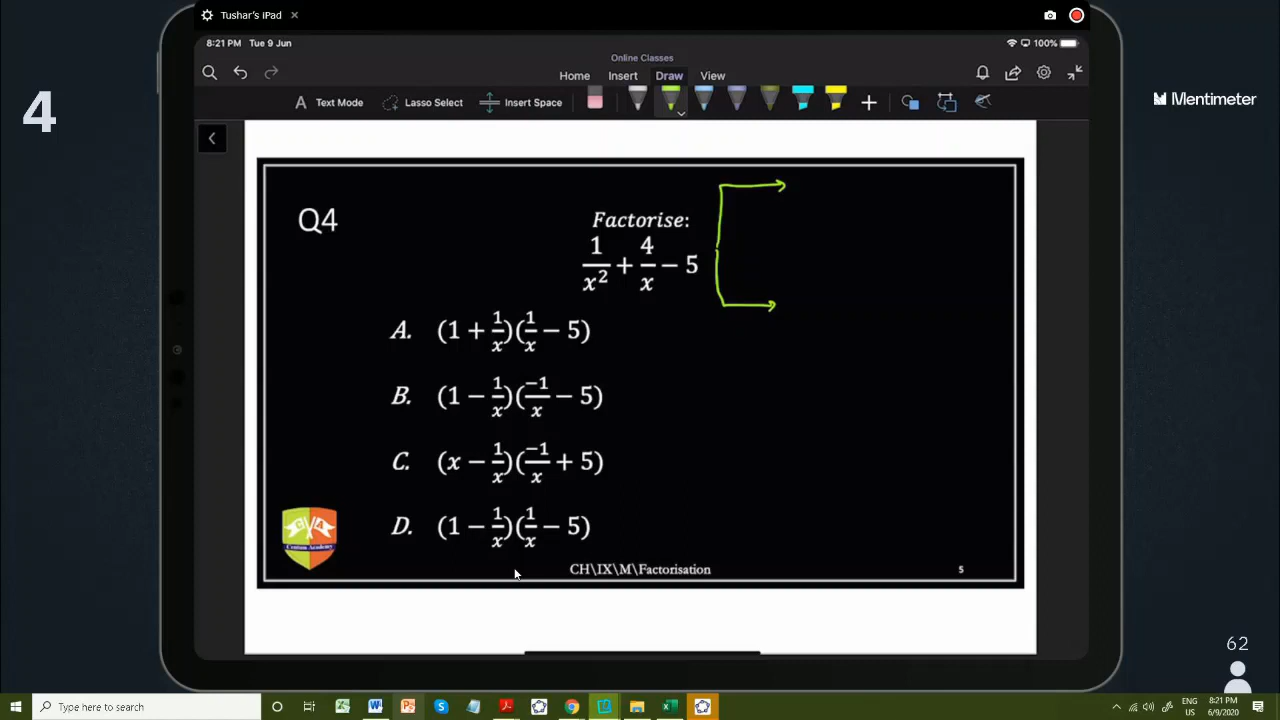 Tushar's iPad ×
8:21 PM Tue 9 Jun
100%
Online Classes
Home Insert Draw View
Text Mode Lasso Select Insert Space
4
Mentimeter
Q4
Factorise:
1/x² + 4/x − 5
A. (1 + 1/x)(1/x − 5)
B. (1 − 1/x)(−1/x − 5)
C. (x − 1/x)(−1/x + 5)
D. (1 − 1/x)(1/x − 5)
C A
Centum Academy
CH\IX\M\Factorisation
5
62
Type here to search
ENG
US
8:21 PM
6/9/2020